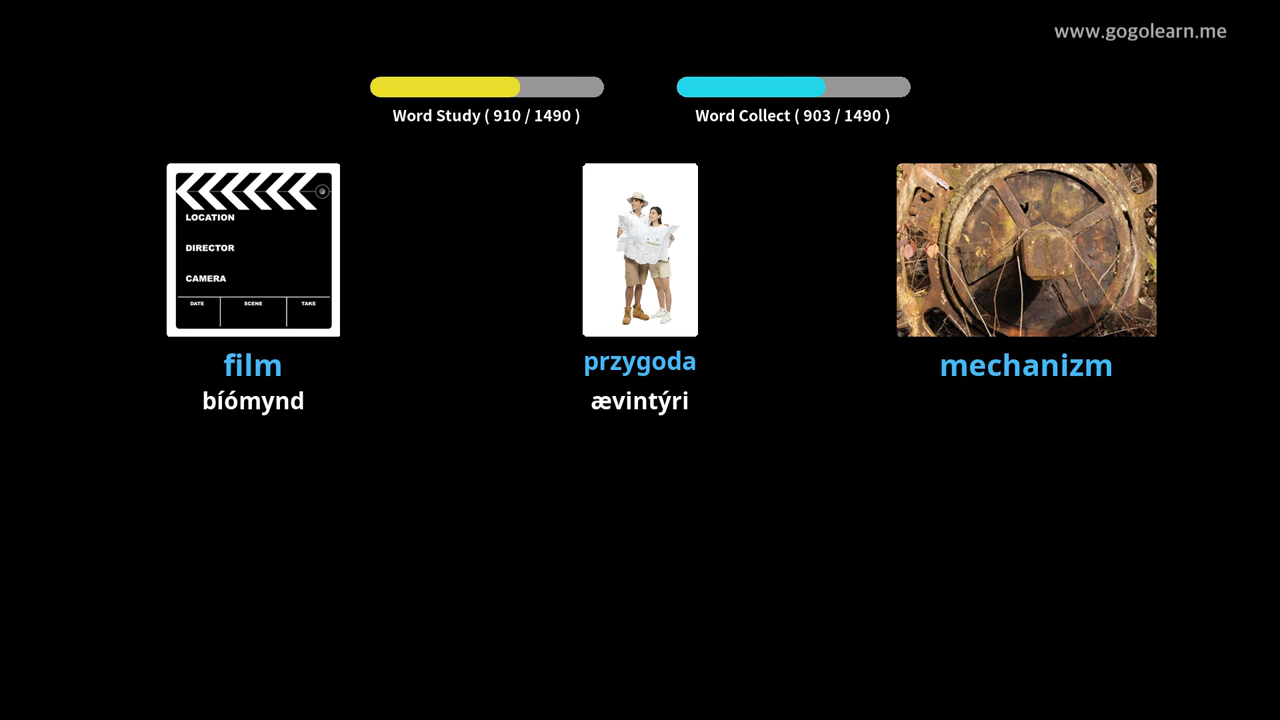 www.gogolearn.me
Word Study ( 910 / 1490 )
Word Collect ( 903 / 1490 )
LOCATION
DIRECTOR
CAMERA
DATE SCENE TAKE
film
przygoda
mechanizm
bíómynd
ævintýri